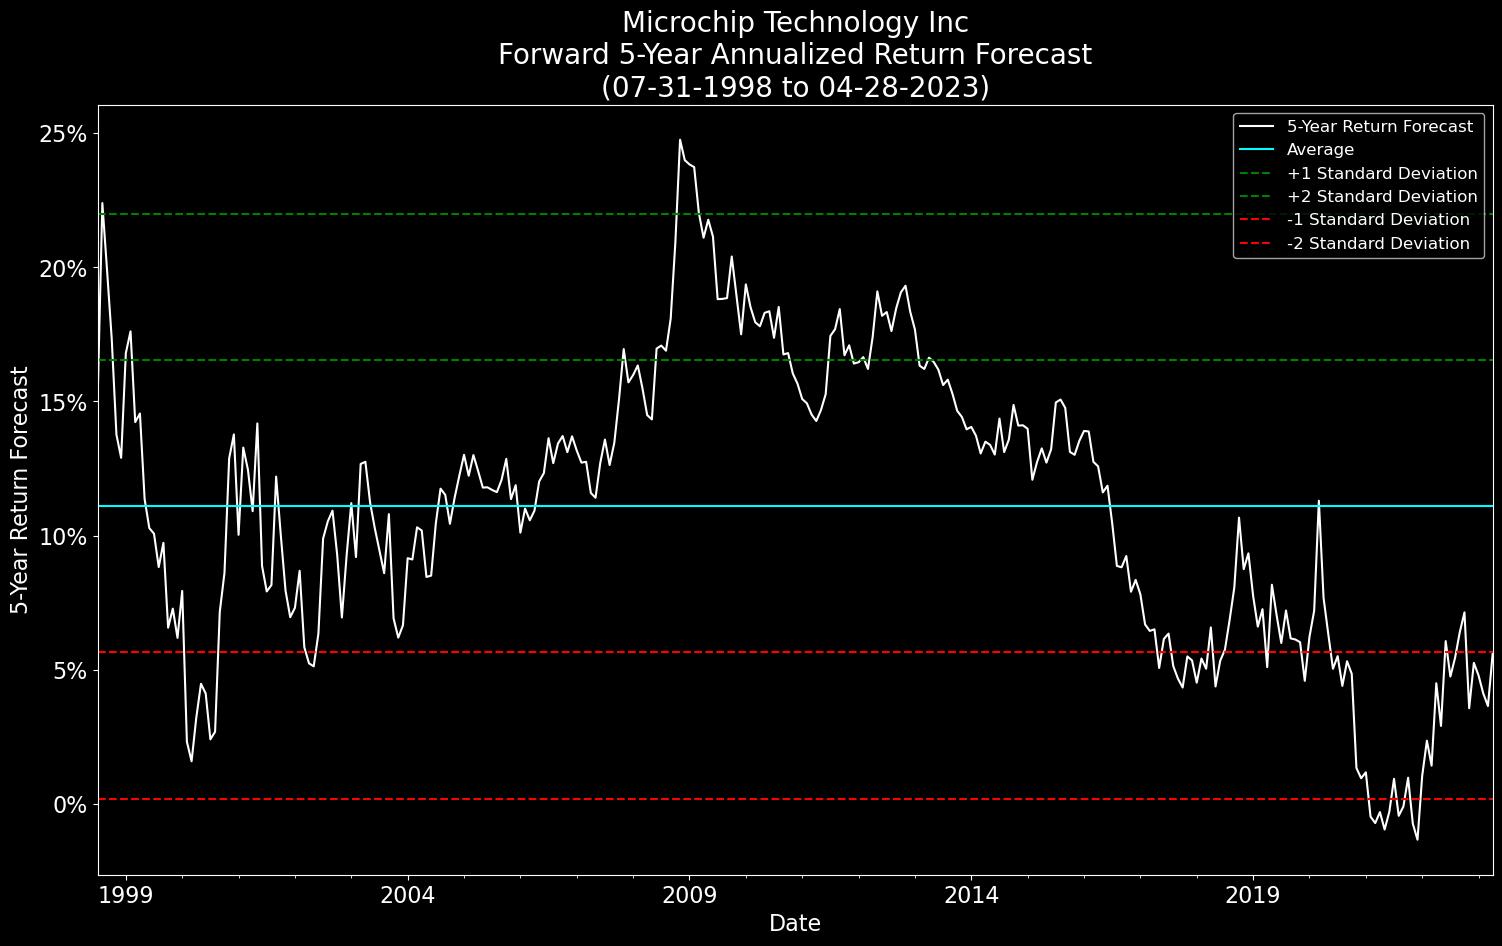 Microchip Technology Inc
Forward 5-Year Annualized Return Forecast
(07-31-1998 to 04-28-2023)
5-Year Return Forecast
Average
+1 Standard Deviation
+2 Standard Deviation
-1 Standard Deviation
-2 Standard Deviation
25%
20%
15%
10%
5%
0%
5-Year Return Forecast
1999
2004
2009
2014
2019
Date